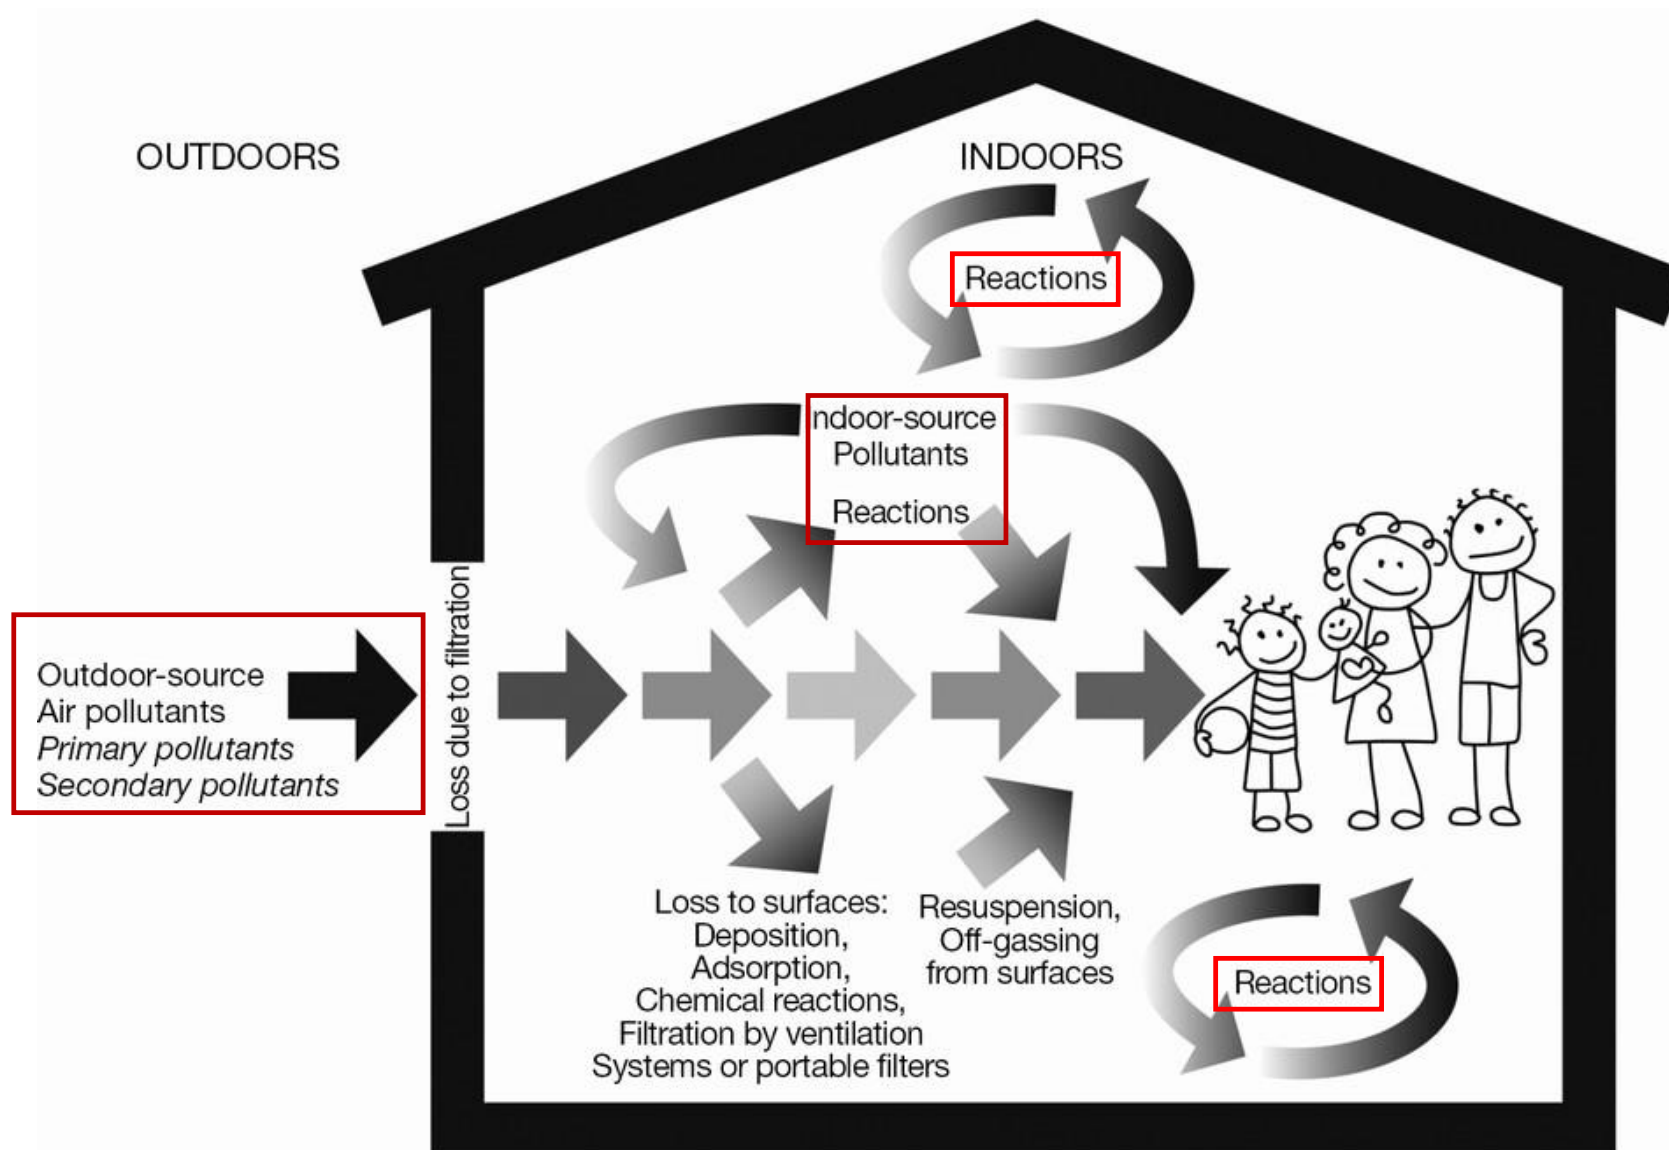 OUTDOORS
INDOORS
Reactions
ndoor-source
Pollutants
Reactions
Outdoor-source
Air pollutants
Primary pollutants
Secondary pollutants
Loss due to filtration
Loss to surfaces:
Deposition,
Adsorption,
Chemical reactions,
Filtration by ventilation
Systems or portable filters
Resuspension,
Off-gassing
from surfaces
Reactions